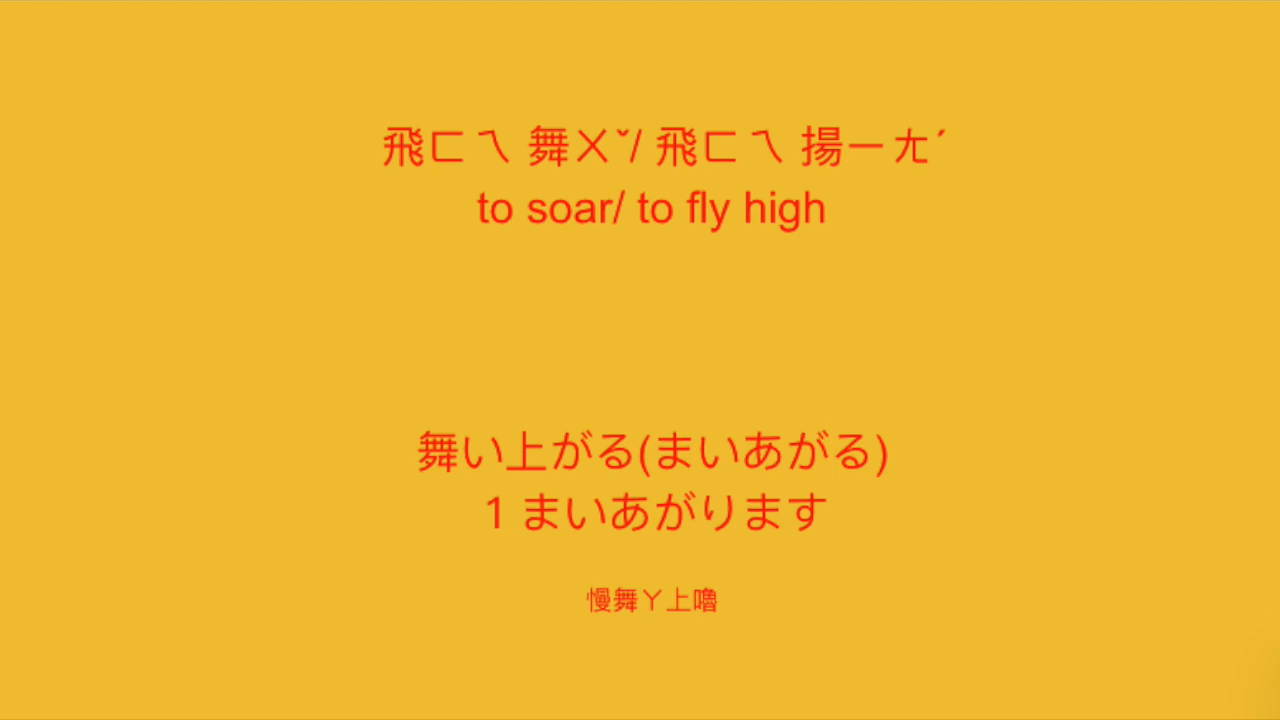 飛ㄈㄟ 舞ㄨˇ/ 飛ㄈㄟ 揚ㄧㄤˊ
to soar/ to fly high
舞い上がる(まいあがる)
1 まいあがります
慢舞ㄚ上嚕